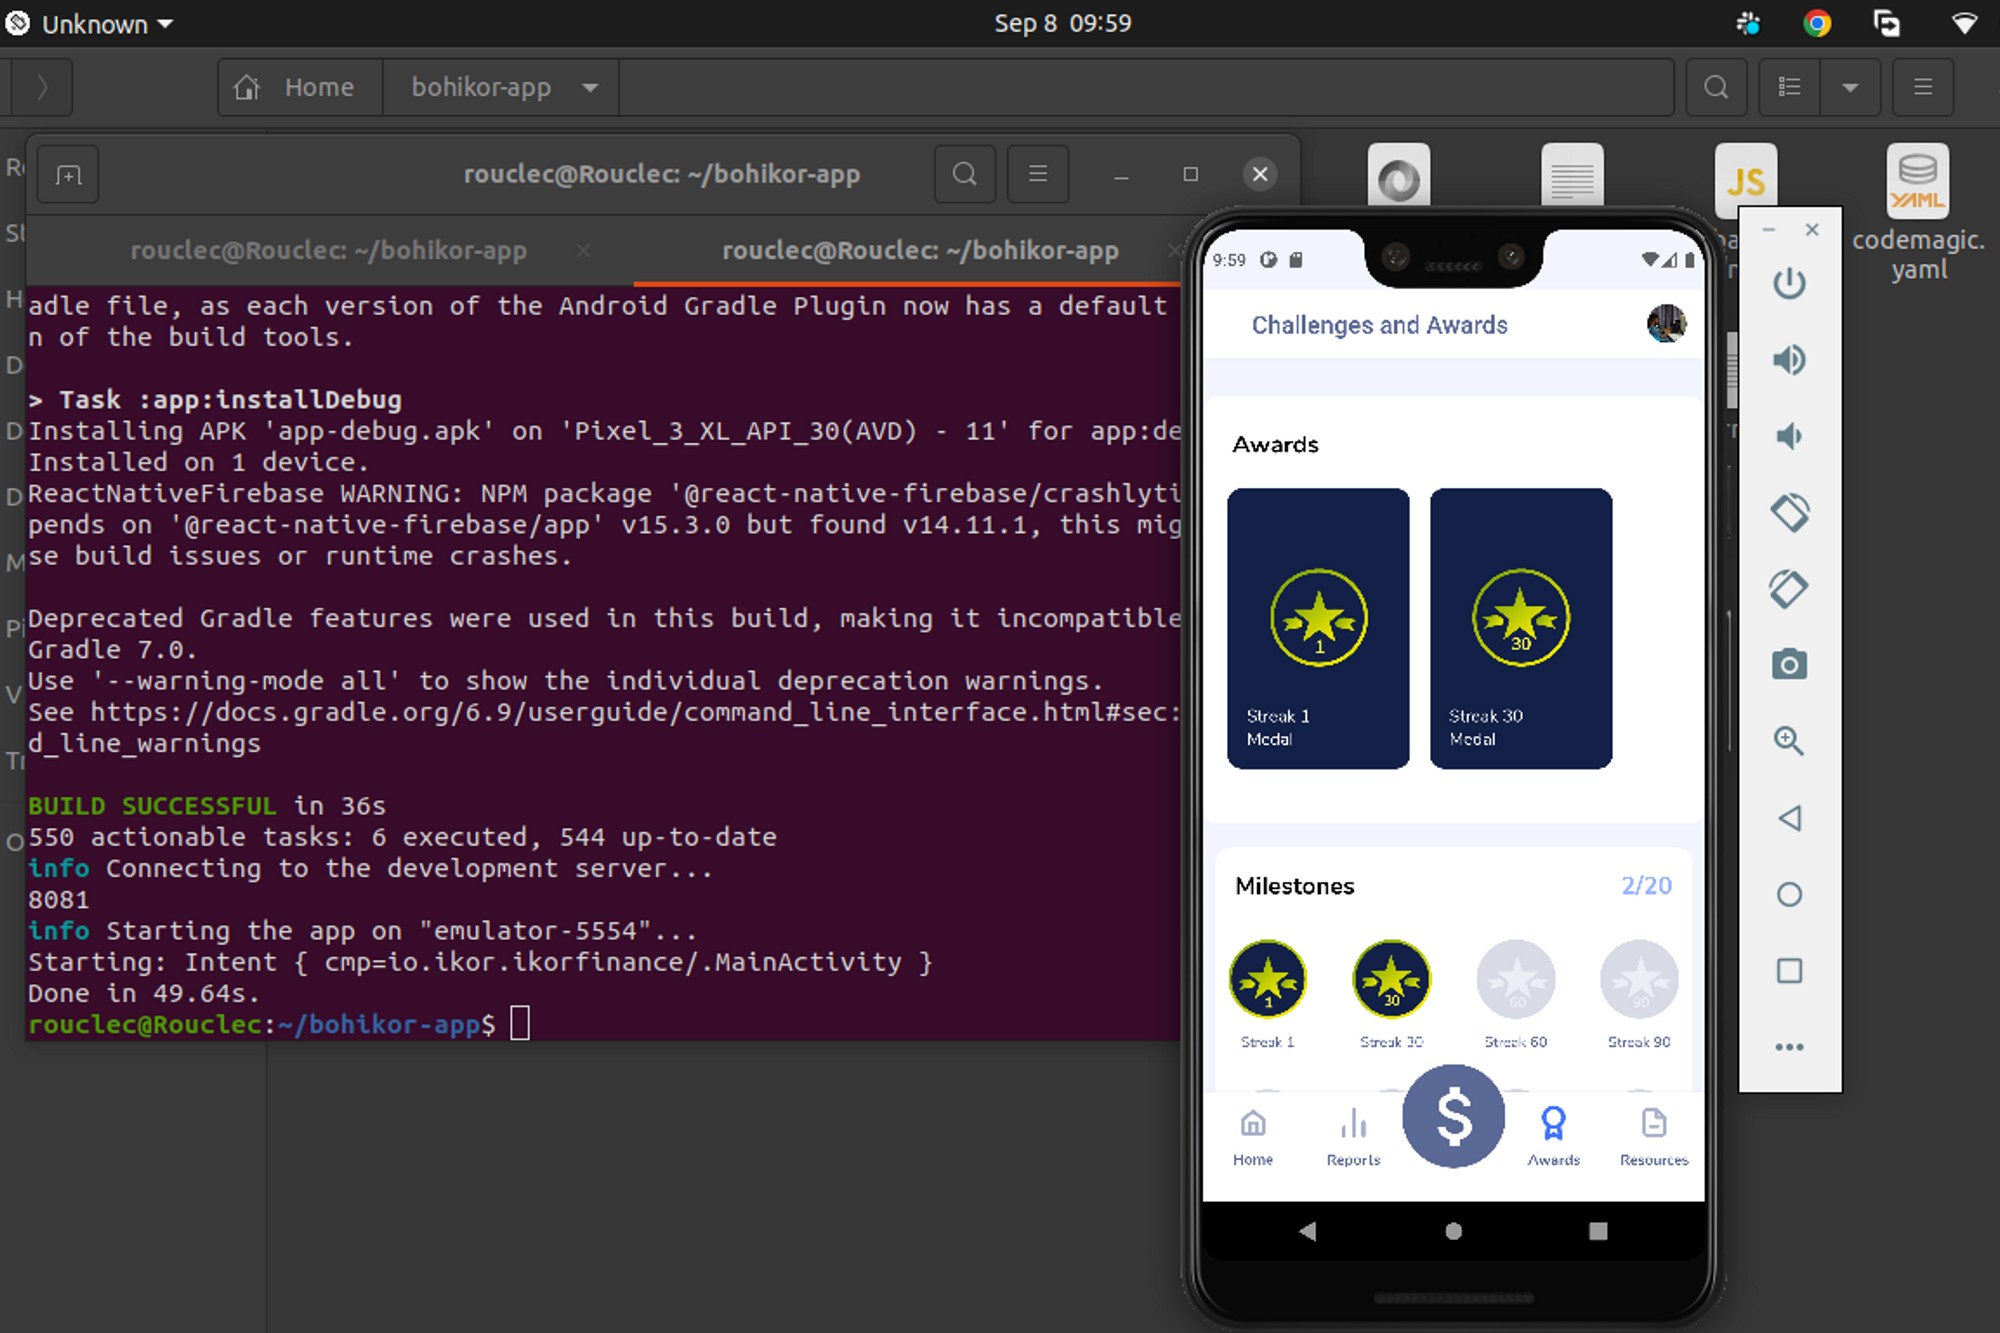 Unknown
Sep 8 09:59
Home
bohikor-app
rouclec@Rouclec: ~/bohikor-app
rouclec@Rouclec: ~/bohikor-app
rouclec@Rouclec: ~/bohikor-app
adle file, as each version of the Android Gradle Plugin now has a default
n of the build tools.
> Task :app:installDebug
Installing APK 'app-debug.apk' on 'Pixel_3_XL_API_30(AVD) - 11' for app:de
Installed on 1 device.
ReactNativeFirebase WARNING: NPM package '@react-native-firebase/crashlyti
pends on '@react-native-firebase/app' v15.3.0 but found v14.11.1, this mig
se build issues or runtime crashes.
Deprecated Gradle features were used in this build, making it incompatible
Gradle 7.0.
Use '--warning-mode all' to show the individual deprecation warnings.
See https://docs.gradle.org/6.9/userguide/command_line_interface.html#sec:
d_line_warnings
BUILD SUCCESSFUL in 36s
550 actionable tasks: 6 executed, 544 up-to-date
info Connecting to the development server...
8081
info Starting the app on "emulator-5554"...
Starting: Intent { cmp=io.ikor.ikorfinance/.MainActivity }
Done in 49.64s.
rouclec@Rouclec:~/bohikor-app$
JS
YAML
codemagic.
yaml
9:59
Challenges and Awards
Awards
1
30
Streak 1
Medal
Streak 30
Medal
Milestones
2/20
1
30
60
90
Streak 1
Streak 30
Streak 60
Streak 90
$
Home
Reports
Awards
Resources